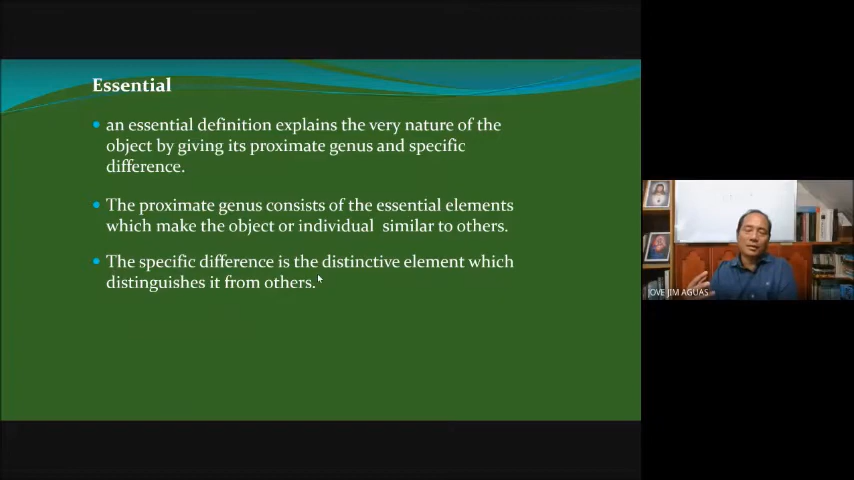 Essential
an essential definition explains the very nature of the
object by giving its proximate genus and specific
difference.
The proximate genus consists of the essential elements
which make the object or individual similar to others.
The specific difference is the distinctive element which
distinguishes it from others.
JOVE JIM AGUAS